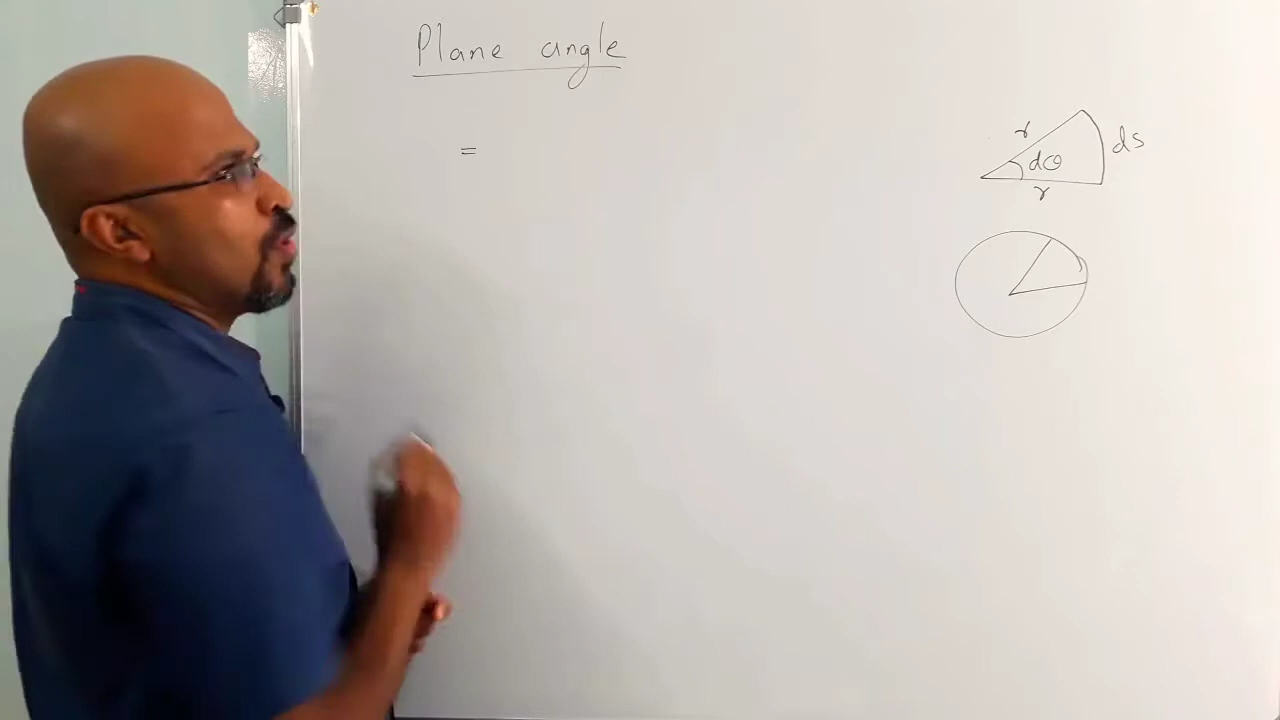 Plane angle
=
r
dθ
ds
r